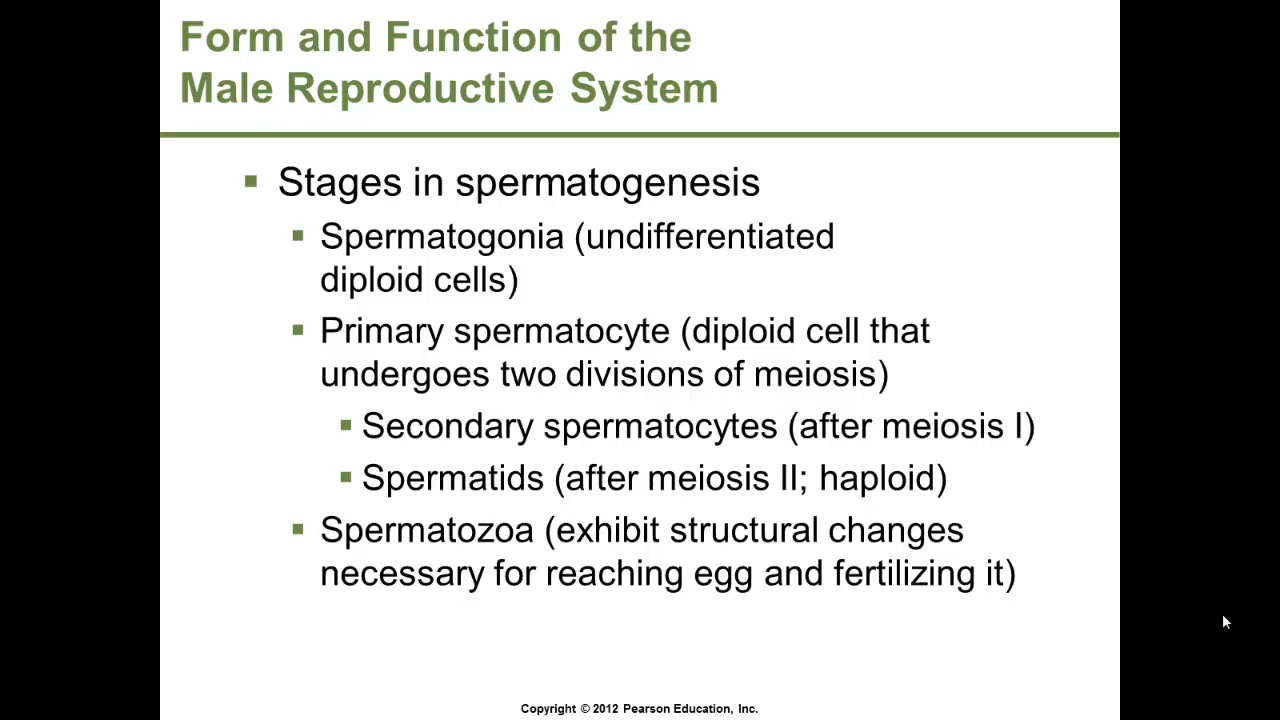 Form and Function of the
Male Reproductive System
Stages in spermatogenesis
Spermatogonia (undifferentiated
diploid cells)
Primary spermatocyte (diploid cell that
undergoes two divisions of meiosis)
Secondary spermatocytes (after meiosis I)
Spermatids (after meiosis II; haploid)
Spermatozoa (exhibit structural changes
necessary for reaching egg and fertilizing it)
Copyright © 2012 Pearson Education, Inc.